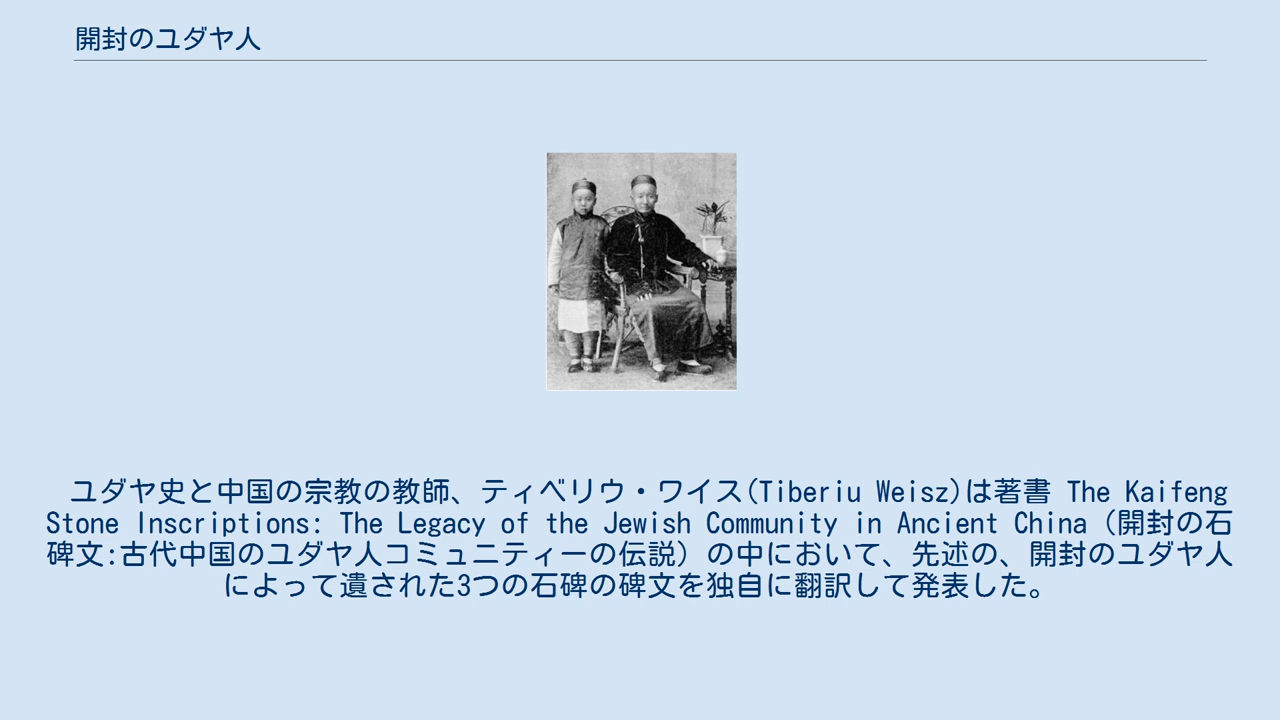 開封のユダヤ人
ユダヤ史と中国の宗教の教師、ティベリウ・ワイス(Tiberiu Weisz)は著書 The Kaifeng
Stone Inscriptions: The Legacy of the Jewish Community in Ancient China (開封の石
碑文:古代中国のユダヤ人コミュニティーの伝説）の中において、先述の、開封のユダヤ人
によって遺された3つの石碑の碑文を独自に翻訳して発表した。